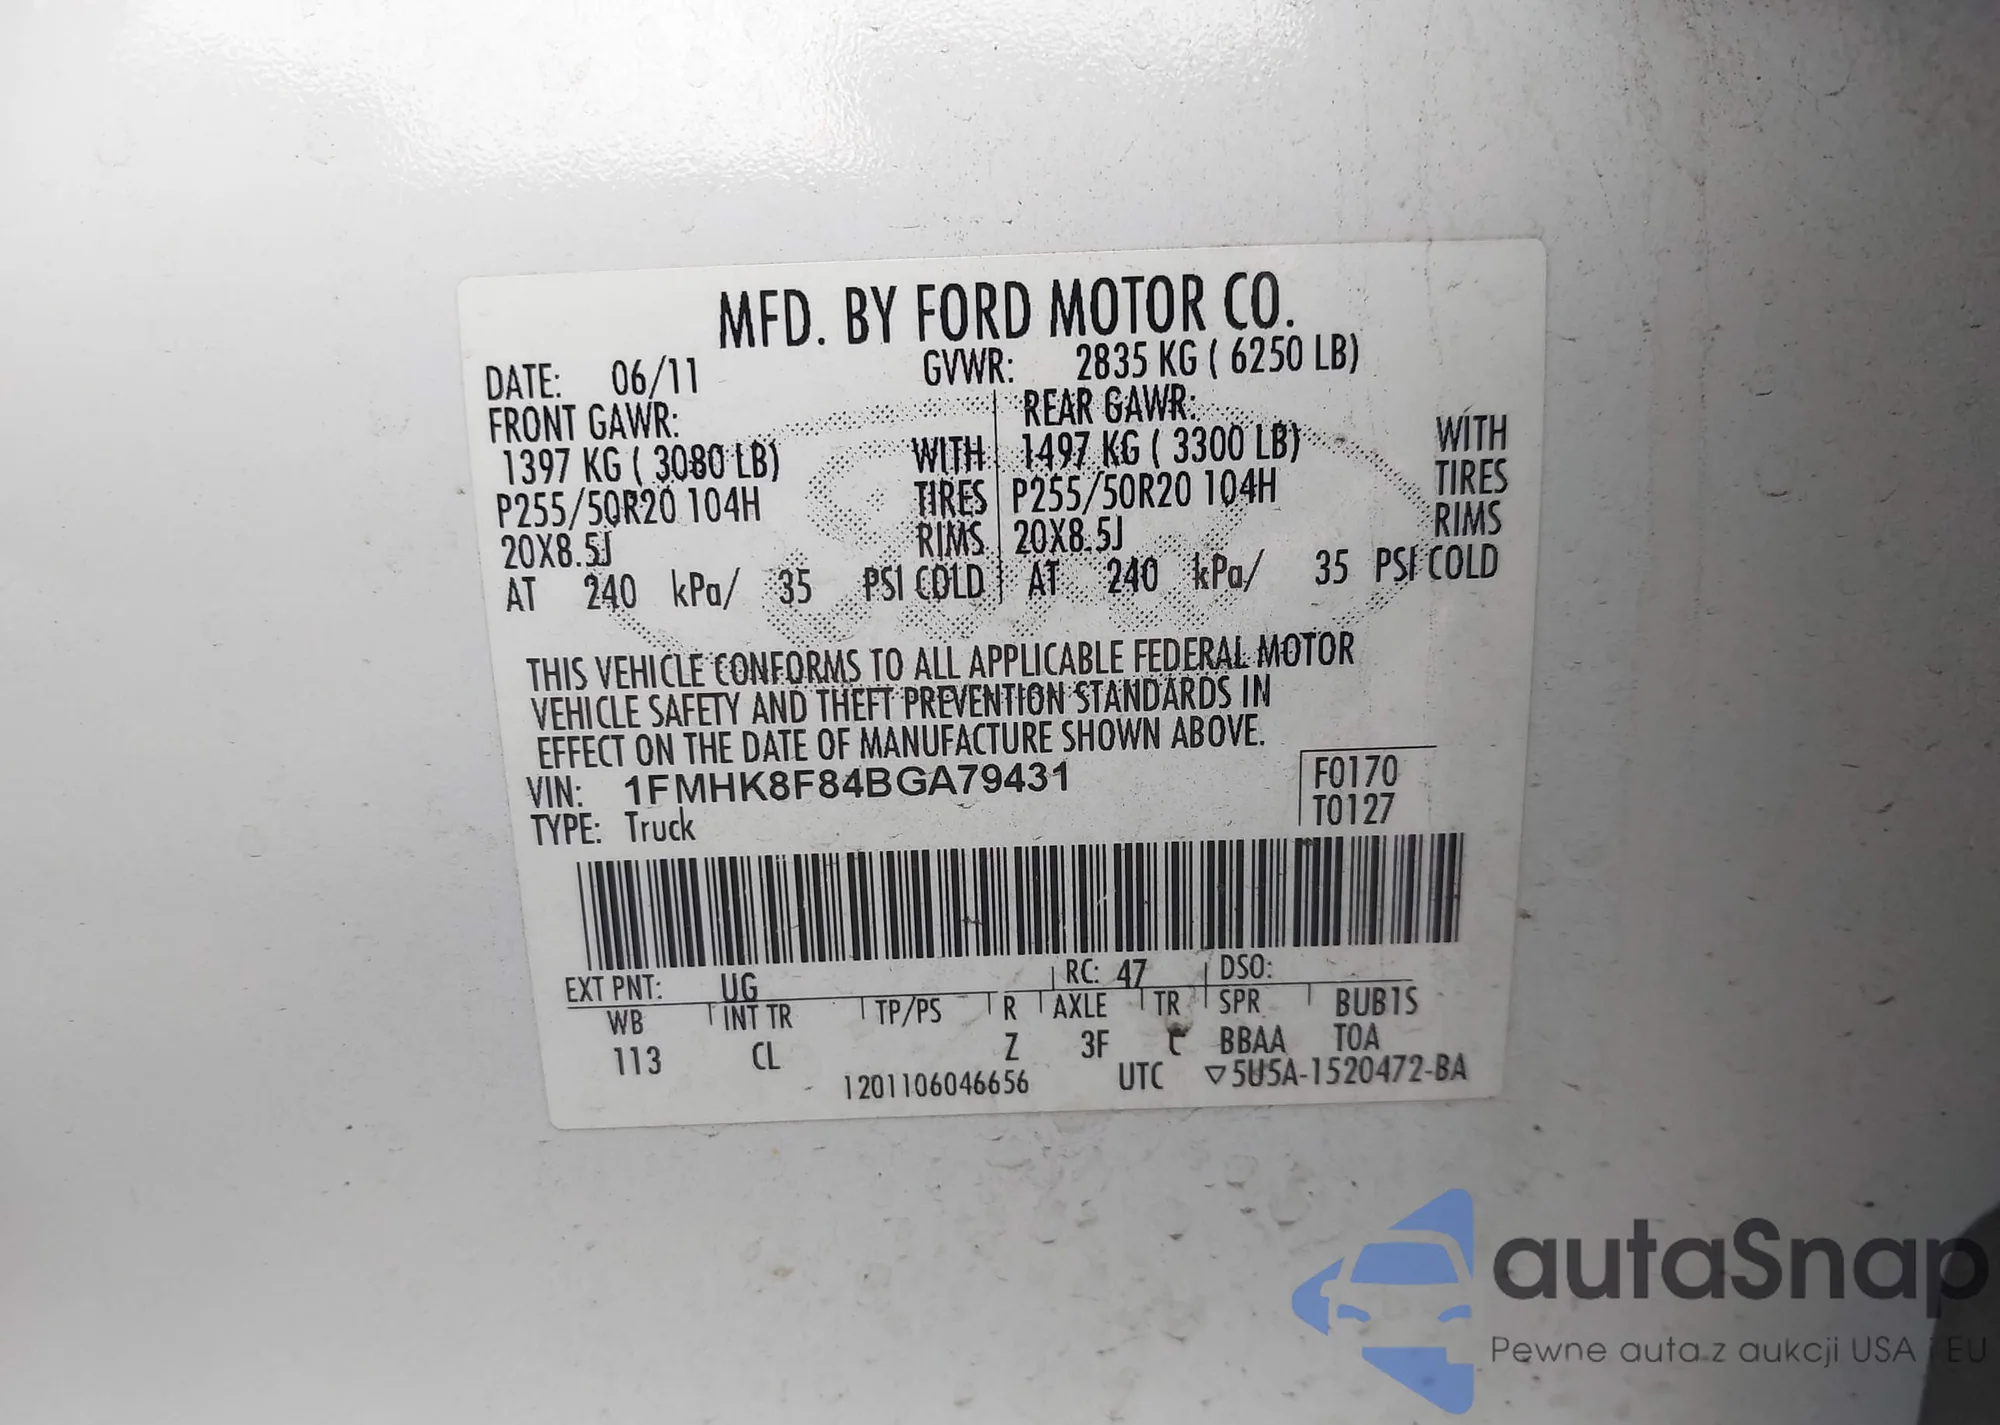 MFD. BY FORD MOTOR CO.
DATE: 06/11 GVWR: 2835 KG ( 6250 LB)
FRONT GAWR: REAR GAWR:
1397 KG ( 3080 LB) WITH 1497 KG ( 3300 LB) WITH
P255/50R20 104H TIRES P255/50R20 104H TIRES
20X8.5J RIMS 20X8.5J RIMS
AT 240 kPa/ 35 PSI COLD AT 240 kPa/ 35 PSI COLD
THIS VEHICLE CONFORMS TO ALL APPLICABLE FEDERAL MOTOR
VEHICLE SAFETY AND THEFT PREVENTION STANDARDS IN
EFFECT ON THE DATE OF MANUFACTURE SHOWN ABOVE.
VIN: 1FMHK8F84BGA79431 F0170
TYPE: Truck T0127
EXT PNT: UG RC: 47 DSO:
WB INT TR TP/PS R AXLE TR SPR BUB1S
113 CL Z 3F C BBAA TOA
1201106046656 UTC ▽5U5A-1520472-BA
autaSnap
Pewne auta z aukcji USA i EU